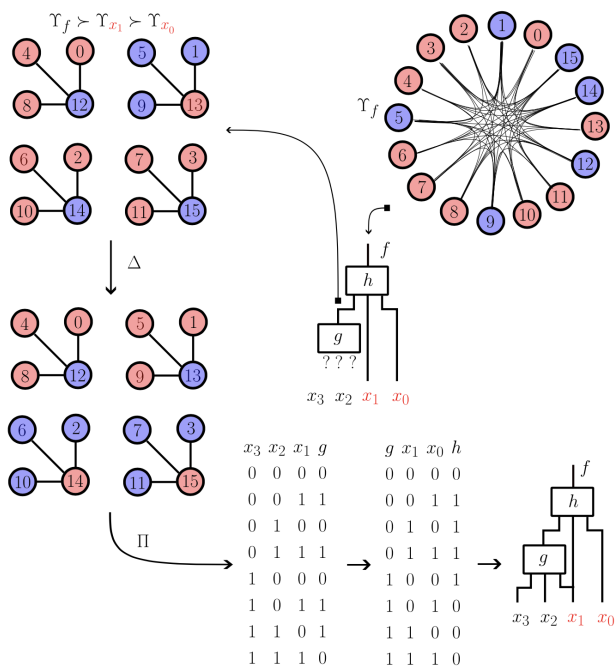 Υ_f ≻ Υ_{x_1} ≻ Υ_{x_0}
4 0 5 1
8 12 9 13
6 2 7 3
10 14 11 15
Δ
4 0 5 1
8 12 9 13
6 2 7 3
10 14 11 15
Π
Υ_f
0
15
14
13
12
11
10
9
8
7
6
5
4
3
2
1
f
h
g
? ? ?
x_3 x_2 x_1 x_0
x_3 x_2 x_1 g
0 0 0 0
0 0 1 1
0 1 0 0
0 1 1 1
1 0 0 0
1 0 1 1
1 1 0 1
1 1 1 0
g x_1 x_0 h
0 0 0 0
0 0 1 1
0 1 0 1
0 1 1 1
1 0 0 1
1 0 1 0
1 1 0 0
1 1 1 0
f
h
g
x_3 x_2 x_1 x_0